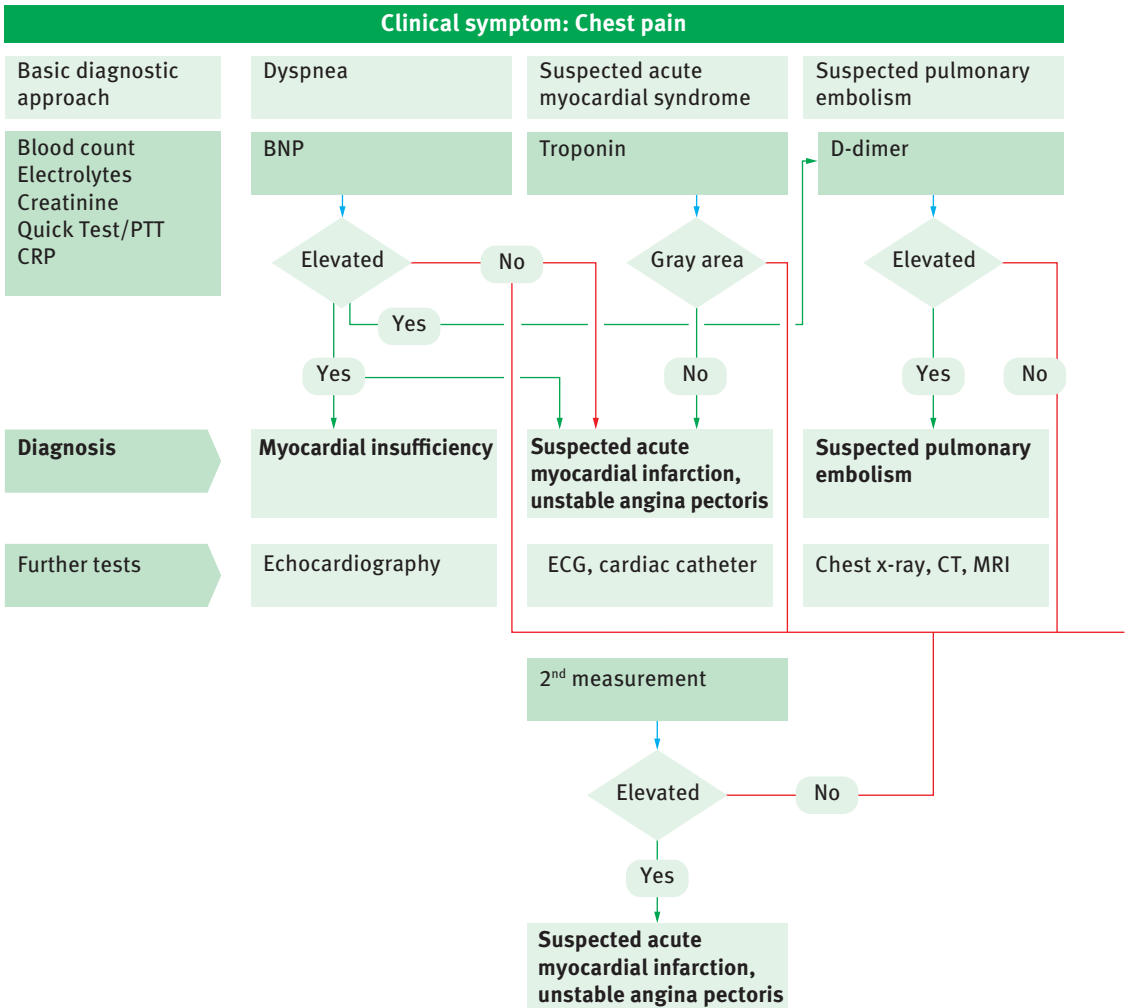 Clinical symptom: Chest pain
Basic diagnostic
approach
Dyspnea
Suspected acute
myocardial syndrome
Suspected pulmonary
embolism
Blood count
Electrolytes
Creatinine
Quick Test/PTT
CRP
BNP
Troponin
D-dimer
Elevated
No
Gray area
Elevated
Yes
Yes
No
Yes
No
Diagnosis
Myocardial insufficiency
Suspected acute
myocardial infarction,
unstable angina pectoris
Suspected pulmonary
embolism
Further tests
Echocardiography
ECG, cardiac catheter
Chest x-ray, CT, MRI
2nd measurement
Elevated
No
Yes
Suspected acute
myocardial infarction,
unstable angina pectoris